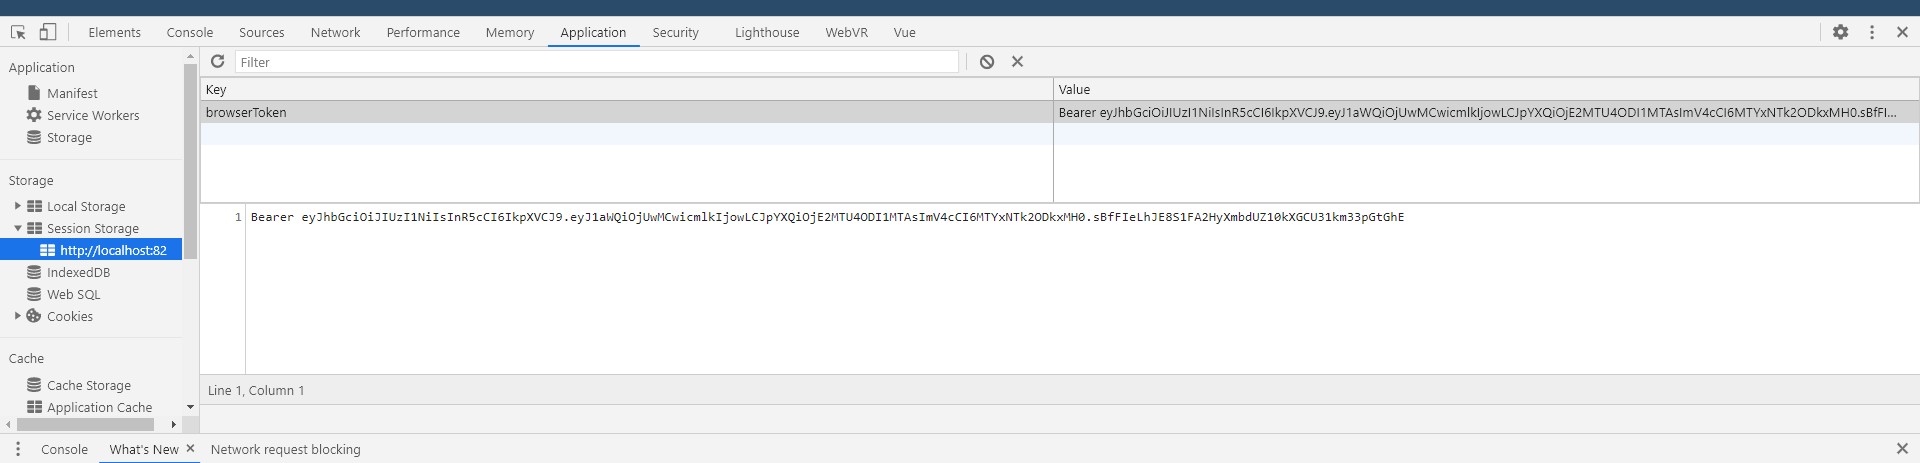 Elements Console Sources Network Performance Memory Application Security Lighthouse WebVR Vue
Application
Manifest
Service Workers
Storage
Storage
Local Storage
Session Storage
http://localhost:82
IndexedDB
Web SQL
Cookies
Cache
Cache Storage
Application Cache
Filter
Key Value
browserToken Bearer eyJhbGciOiJIUzI1NiIsInR5cCI6IkpXVCJ9.eyJ1aWQiOjUwMCwicmlkIjowLCJpYXQiOjE2MTU4ODI1MTAsImV4cCI6MTYxNTk2ODkxMH0.sBfFI...
1 Bearer eyJhbGciOiJIUzI1NiIsInR5cCI6IkpXVCJ9.eyJ1aWQiOjUwMCwicmlkIjowLCJpYXQiOjE2MTU4ODI1MTAsImV4cCI6MTYxNTk2ODkxMH0.sBfFIeLhJE8S1FA2HyXmbdUZ10kXGCU31km33pGtGhE
Line 1, Column 1
Console What's New Network request blocking